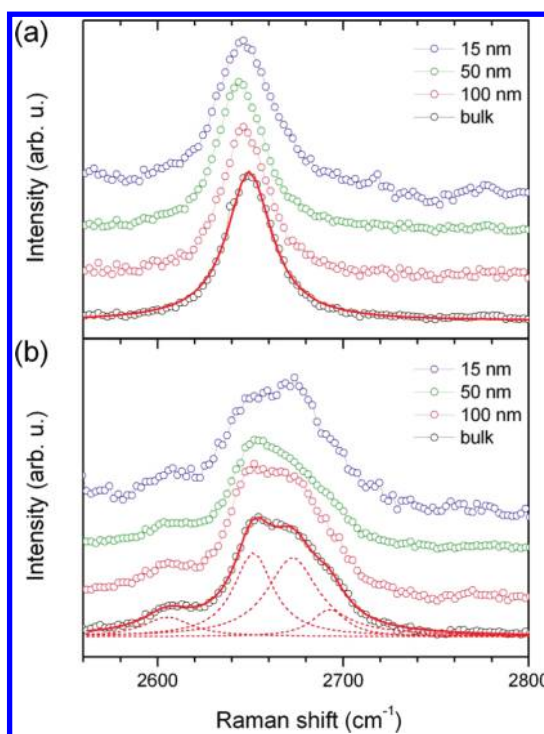 (a)
15 nm
50 nm
100 nm
bulk
Intensity (arb. u.)
(b)
15 nm
50 nm
100 nm
bulk
Intensity (arb. u.)
2600 2700 2800
Raman shift (cm⁻¹)